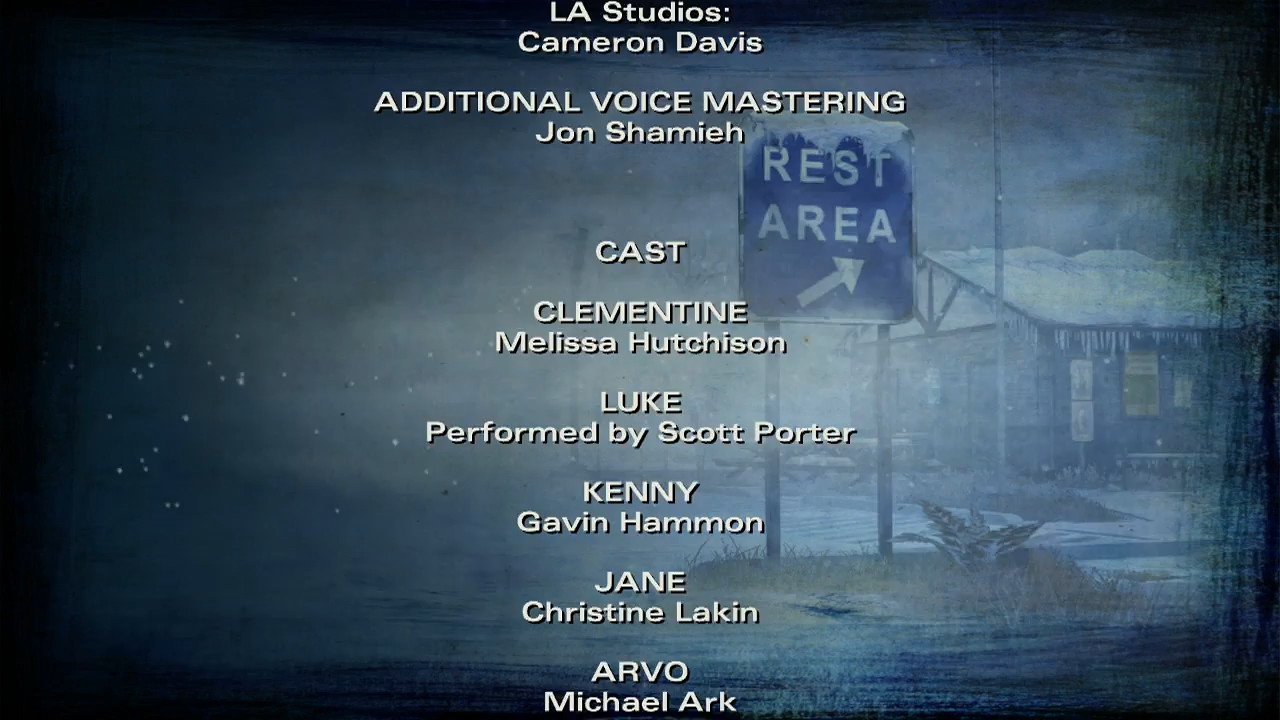 LA Studios:
Cameron Davis
ADDITIONAL VOICE MASTERING
Jon Shamieh
REST
AREA
CAST
CLEMENTINE
Melissa Hutchison
LUKE
Performed by Scott Porter
KENNY
Gavin Hammon
JANE
Christine Lakin
ARVO
Michael Ark